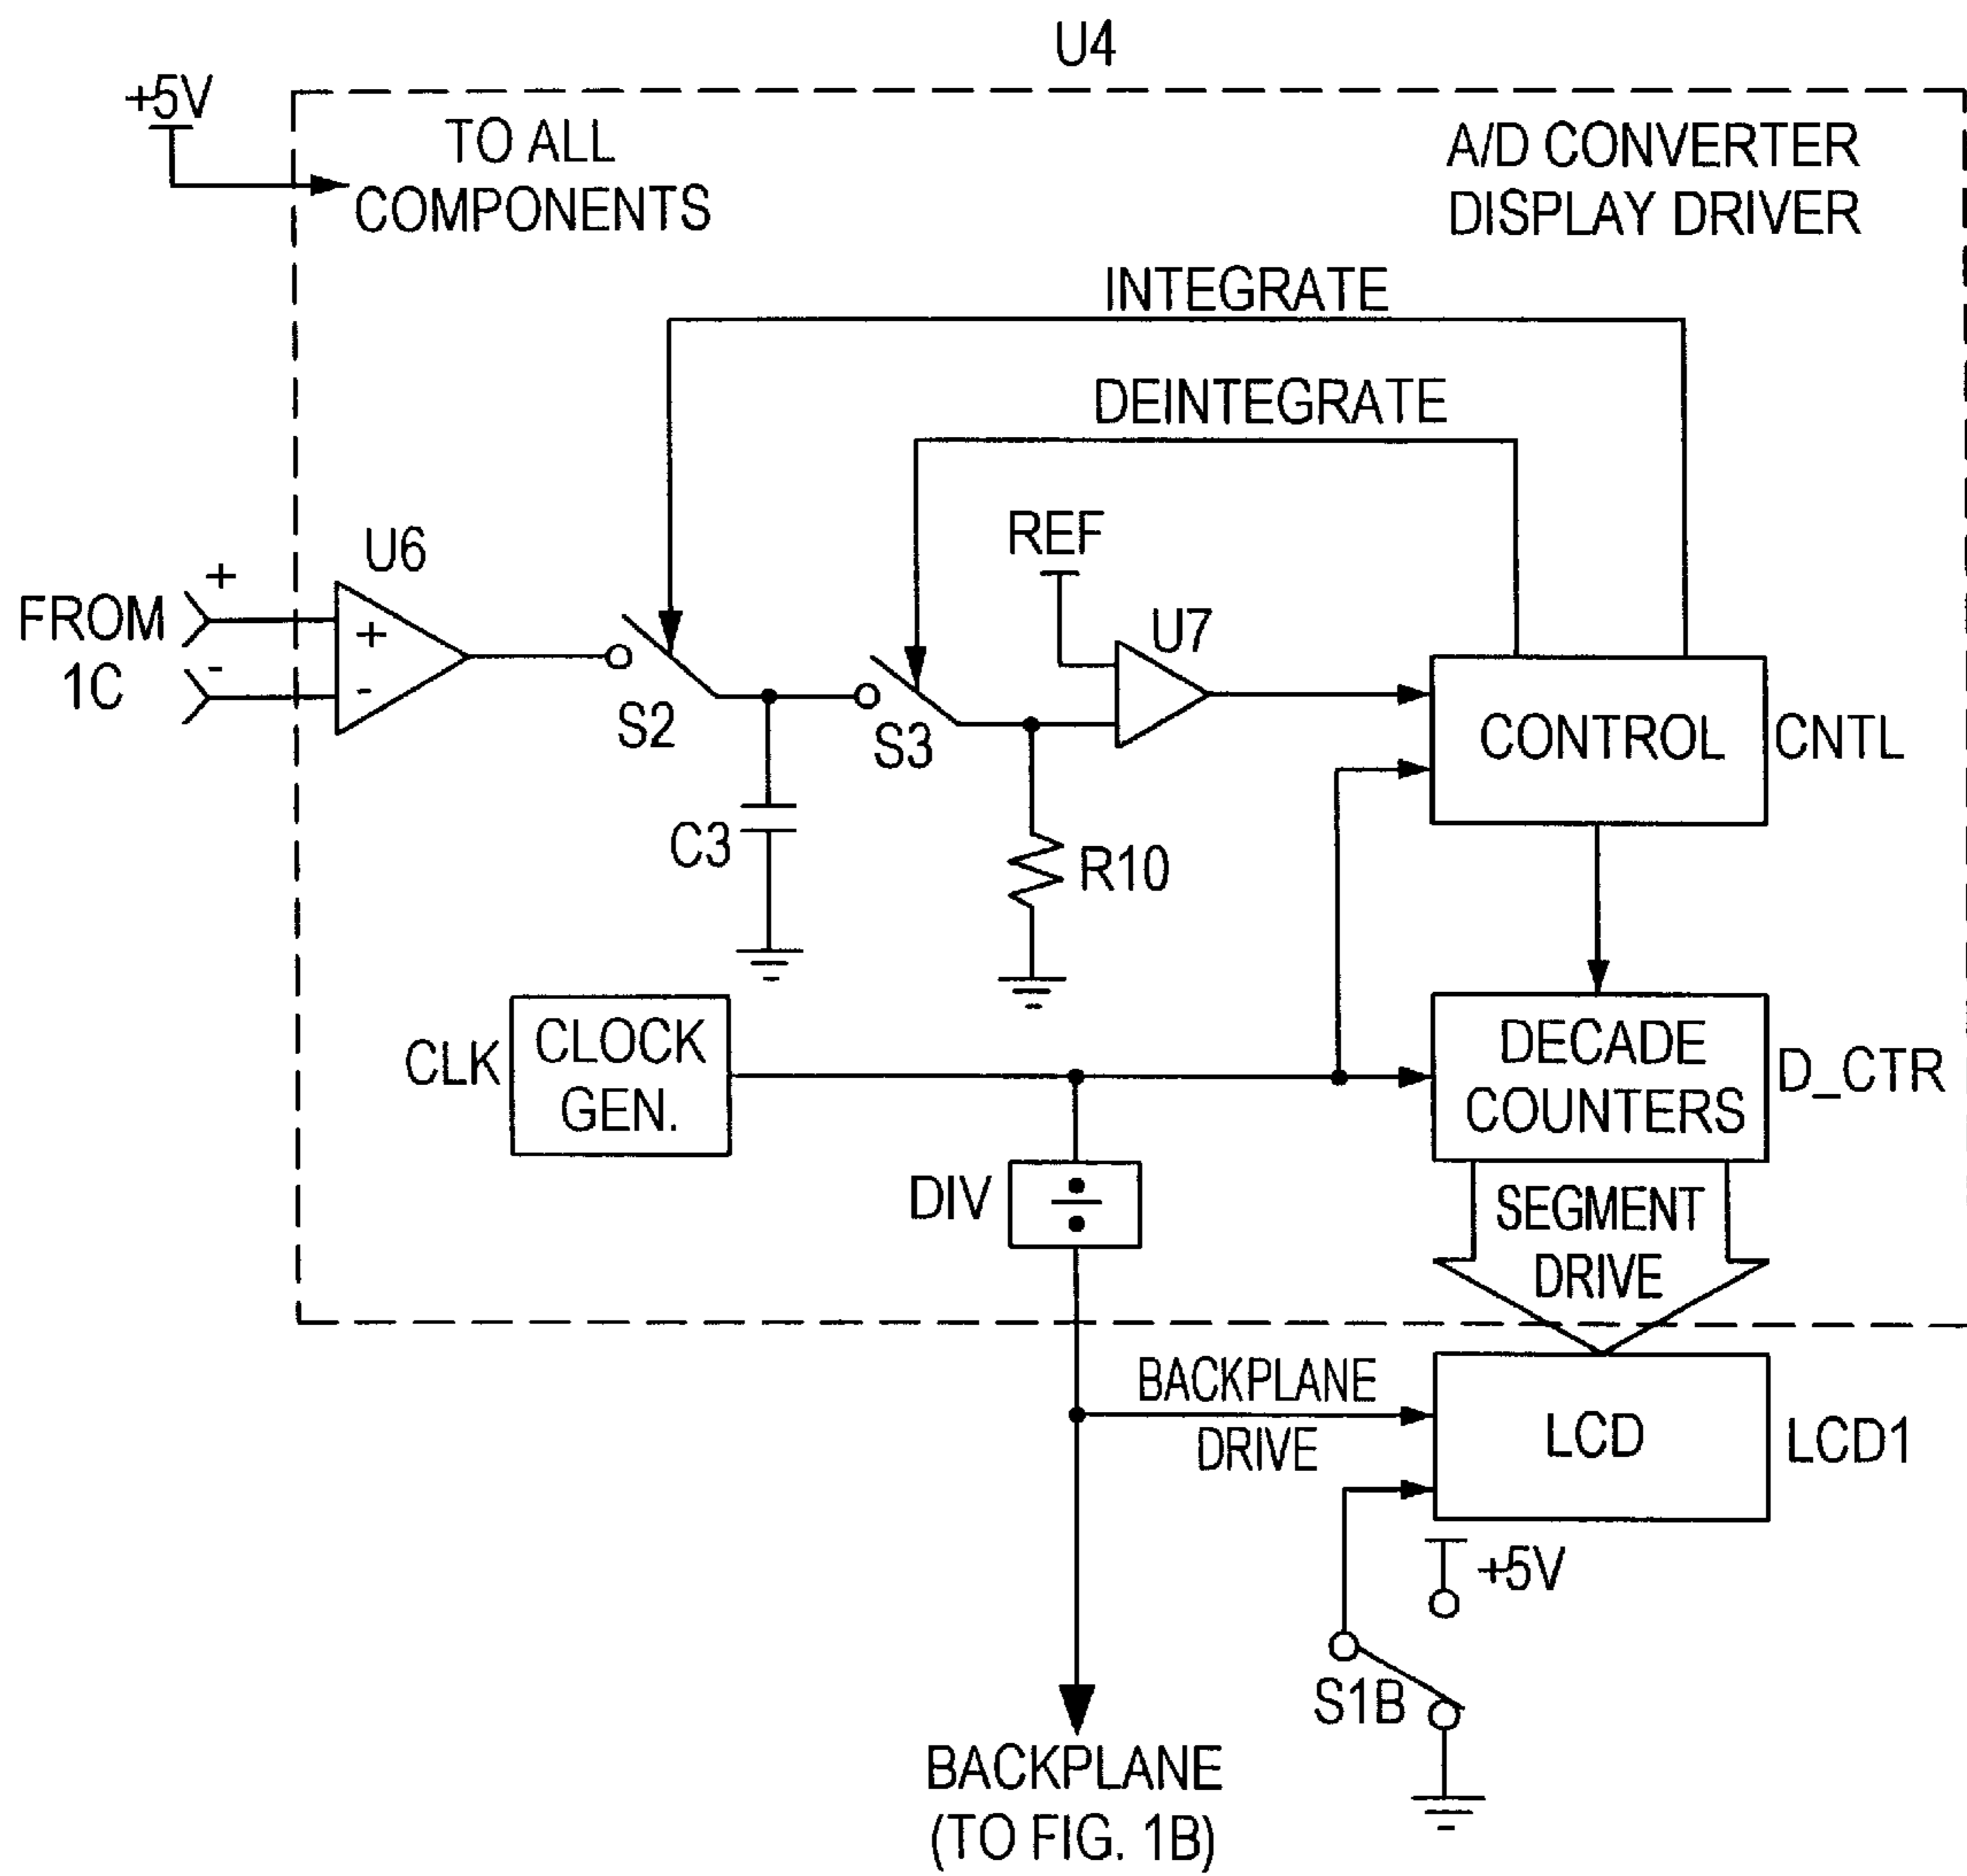 U4
+5V
TO ALL
COMPONENTS
A/D CONVERTER
DISPLAY DRIVER
INTEGRATE
DEINTEGRATE
REF
U6
U7
+
FROM
1C
-
+
-
S2
S3
CONTROL
CNTL
C3
R10
CLK
CLOCK
GEN.
DECADE
COUNTERS
D_CTR
DIV
÷
SEGMENT
DRIVE
BACKPLANE
DRIVE
LCD
LCD1
+5V
S1B
BACKPLANE
(TO FIG. 1B)